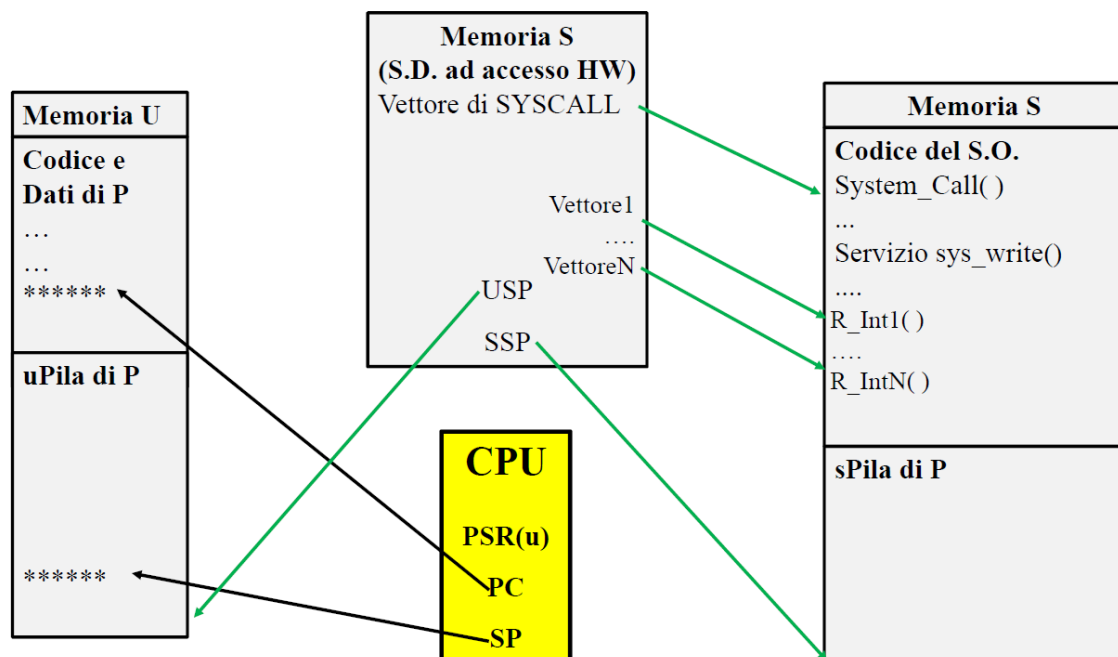 Memoria U
Codice e
Dati di P
…
…
******
uPila di P
******
Memoria S
(S.D. ad accesso HW)
Vettore di SYSCALL
Vettore1
….
VettoreN
USP
SSP
CPU
PSR(u)
PC
SP
Memoria S
Codice del S.O.
System_Call( )
...
Servizio sys_write()
....
R_Int1( )
….
R_IntN( )
sPila di P